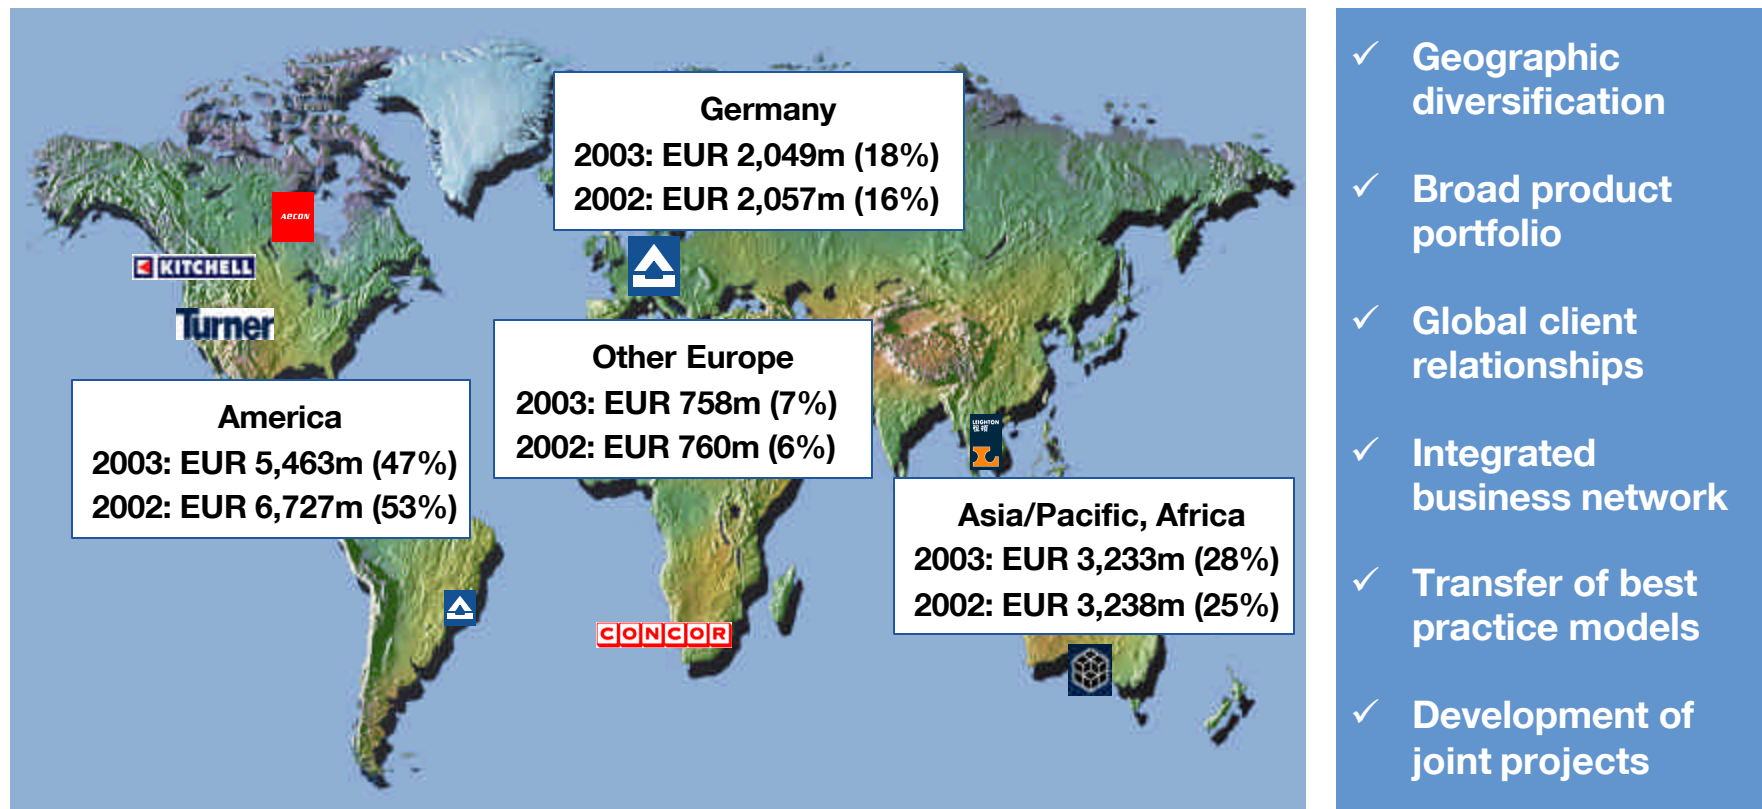 Germany
2003: EUR 2,049m (18%)
2002: EUR 2,057m (16%)
AECON
KITCHELL
Turner
Other Europe
2003: EUR 758m (7%)
2002: EUR 760m (6%)
America
2003: EUR 5,463m (47%)
2002: EUR 6,727m (53%)
LEIGHTON
Asia/Pacific, Africa
2003: EUR 3,233m (28%)
2002: EUR 3,238m (25%)
CONCOR
Geographic
diversification
Broad product
portfolio
Global client
relationships
Integrated
business network
Transfer of best
practice models
Development of
joint projects